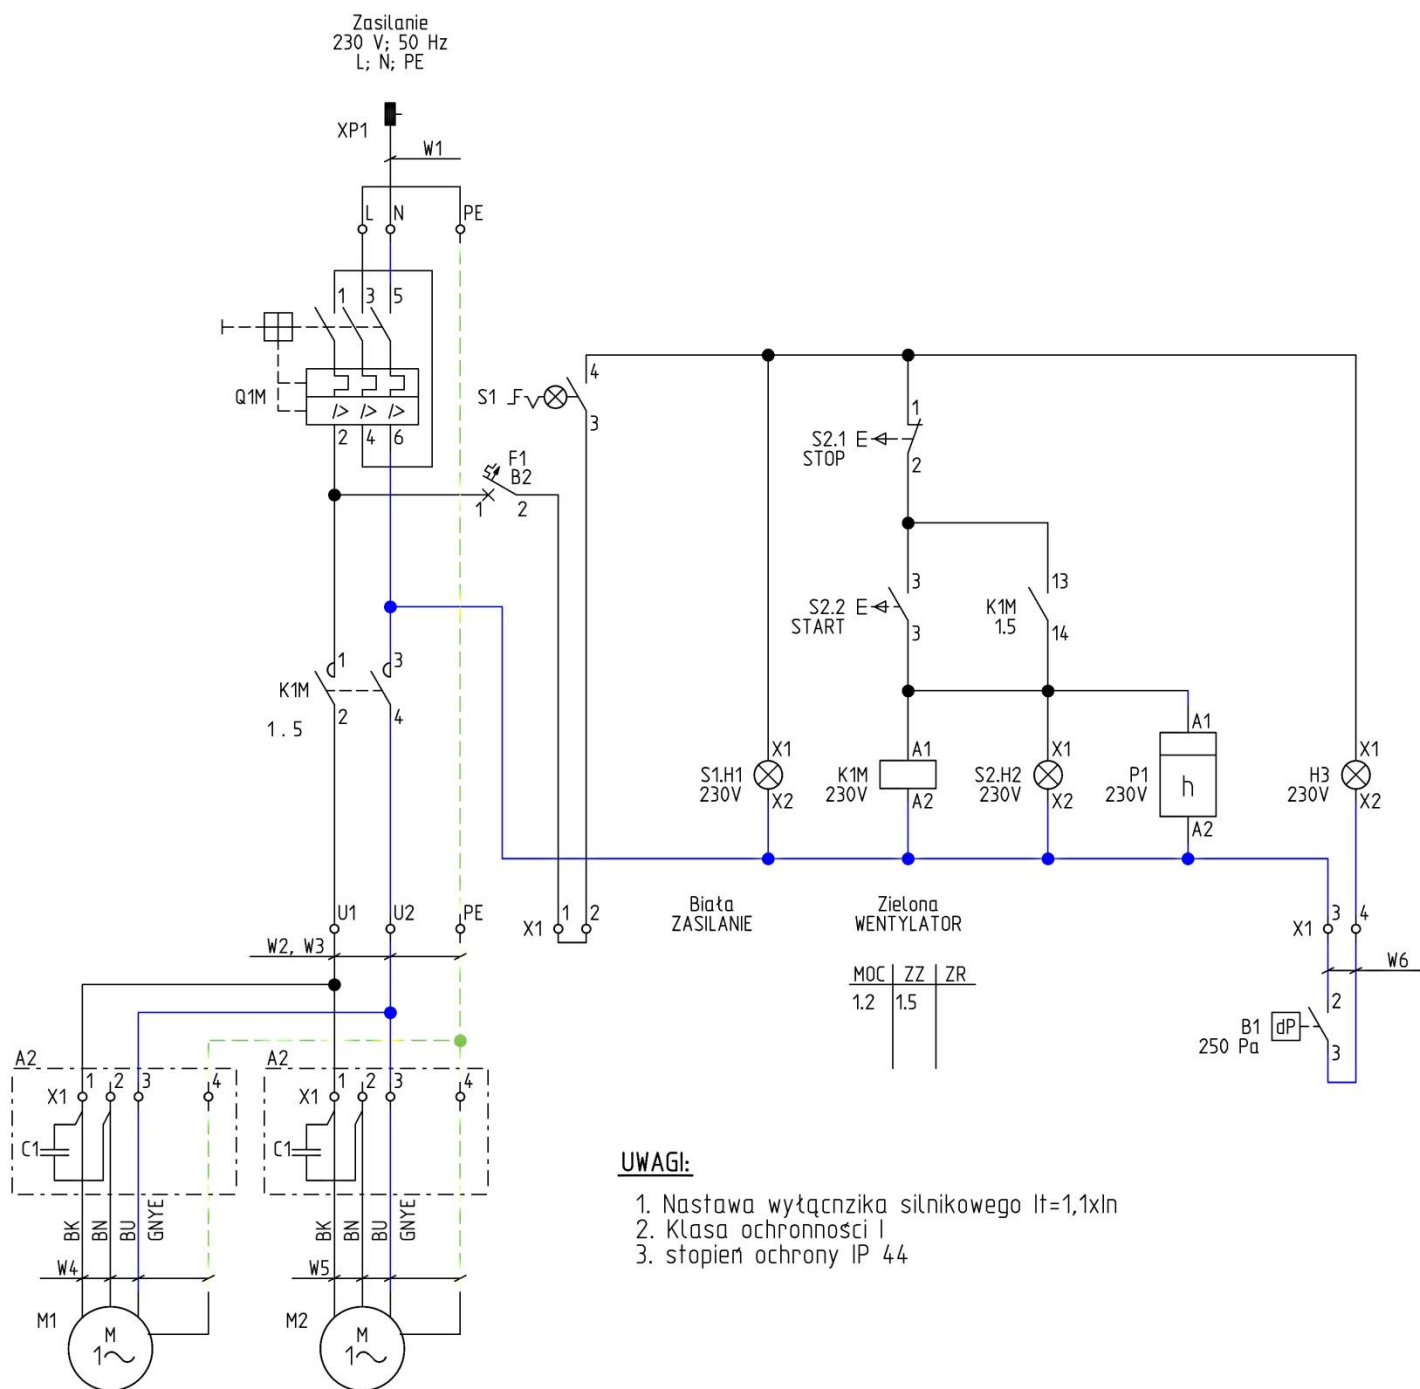 Zasilanie
230 V; 50 Hz
L; N; PE
XP1
W1
L N PE
1 3 5
Q1M
I> I> I>
2 4 6
F1
B2
1 2
S1
4
3
S2.1 E
STOP
1
2
S2.2 E
START
3
3
K1M
1.5
13
14
K1M
1.5
1 3
2 4
S1.H1
230V
X1
X2
K1M
230V
A1
A2
S2.H2
230V
X1
X2
P1
230V
A1
h
A2
H3
230V
X1
X2
Biała
ZASILANIE
Zielona
WENTYLATOR
MOC ZZ ZR
1.2 1.5
U1 U2 PE
W2, W3
X1 1 2
X1 3 4
W6
B1 dP
250 Pa
2
3
A2
X1 1 2 3 4
C1
BK BN BU GNYE
W4
M1
M
1~
A2
X1 1 2 3 4
C1
BK BN BU GNYE
W5
M2
M
1~
UWAGI:
1. Nastawa wyłącnzika silnikowego It=1,1xIn
2. Klasa ochronności I
3. stopień ochrony IP 44